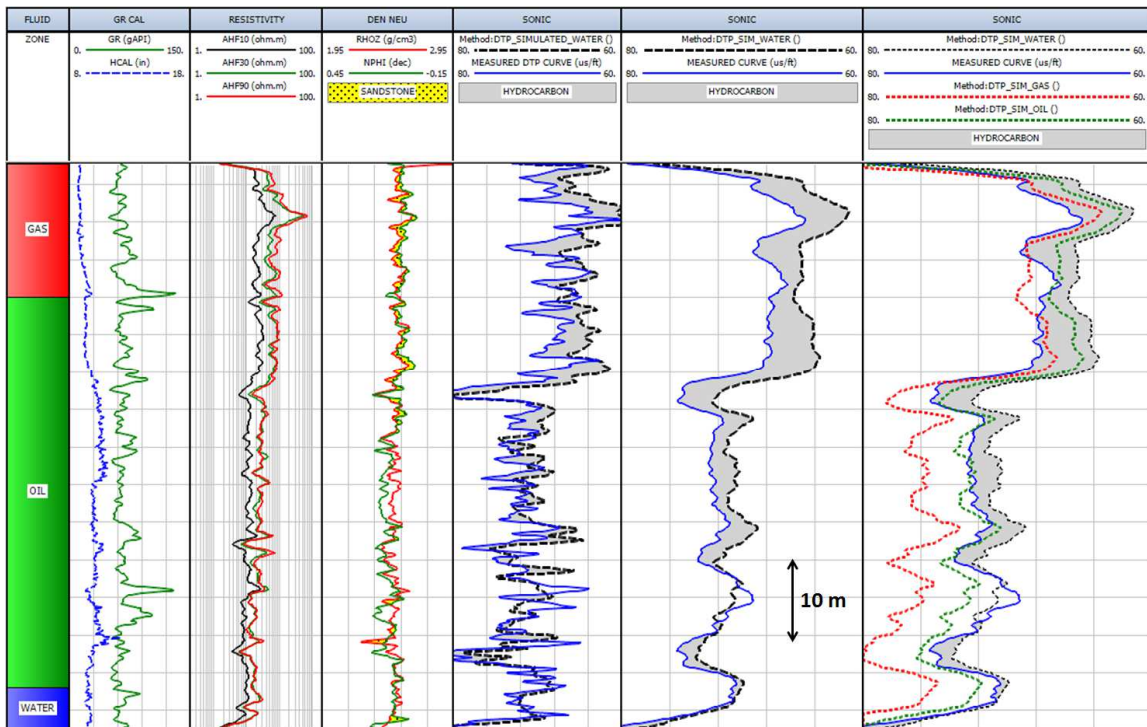 FLUID
GR CAL
RESISTIVITY
DEN NEU
SONIC
SONIC
SONIC
ZONE
GR (gAPI)
0. 150.
HCAL (in)
8. 18.
AHF10 (ohm.m)
1. 100.
AHF30 (ohm.m)
1. 100.
AHF90 (ohm.m)
1. 100.
RHOZ (g/cm3)
1.95 2.95
NPHI (dec)
0.45 -0.15
SANDSTONE
Method:DTP_SIMULATED_WATER ()
80. 60.
MEASURED DTP CURVE (us/ft)
80. 60.
HYDROCARBON
Method:DTP_SIM_WATER ()
80. 60.
MEASURED CURVE (us/ft)
80. 60.
HYDROCARBON
Method:DTP_SIM_WATER ()
80. 60.
MEASURED CURVE (us/ft)
80. 60.
Method:DTP_SIM_GAS ()
80. 60.
Method:DTP_SIM_OIL ()
80. 60.
HYDROCARBON
GAS
OIL
10 m
WATER